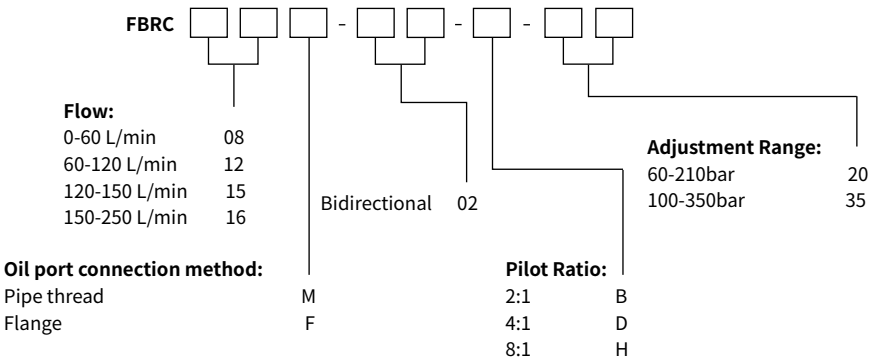 FBRC - - -
Flow:
0-60 L/min 08
60-120 L/min 12
120-150 L/min 15
150-250 L/min 16
Bidirectional 02
Adjustment Range:
60-210bar 20
100-350bar 35
Oil port connection method:
Pipe thread M
Flange F
Pilot Ratio:
2:1 B
4:1 D
8:1 H